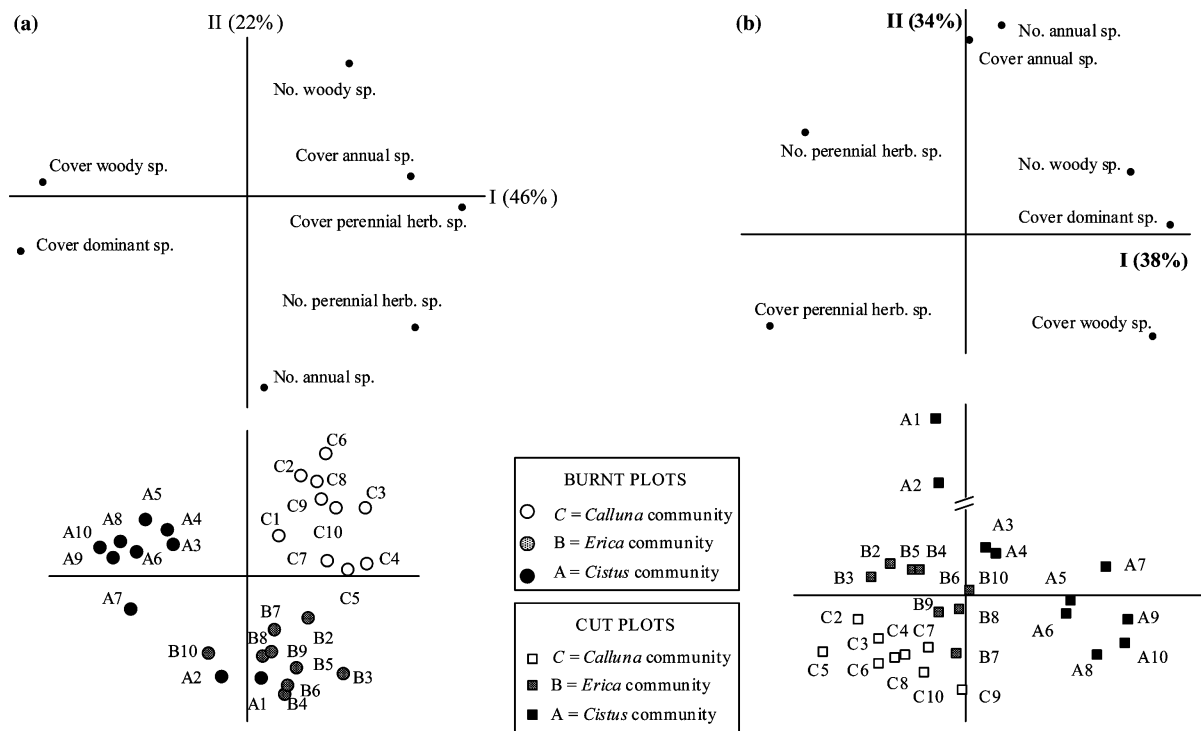 (a)
II (22%)
No. woody sp.
Cover woody sp.
Cover annual sp.
I (46%)
Cover perennial herb. sp.
Cover dominant sp.
No. perennial herb. sp.
No. annual sp.
C6
C2
C8
C3
C9
C1
C10
C7
C4
C5
A5
A8
A4
A10
A3
A9
A6
A7
B7
B2
B8
B9
B10
B5
B3
A2
B6
A1
B4
BURNT PLOTS
C = Calluna community
B = Erica community
A = Cistus community
CUT PLOTS
C = Calluna community
B = Erica community
A = Cistus community
(b)
II (34%)
No. annual sp.
Cover annual sp.
No. perennial herb. sp.
No. woody sp.
Cover dominant sp.
I (38%)
Cover perennial herb. sp.
Cover woody sp.
A1
A2
A3
A4
B2
B5
B4
B3
B6
B10
A5
A7
B9
B8
C2
C4
C7
A6
A9
C3
C5
C6
B7
A8
A10
C8
C10
C9